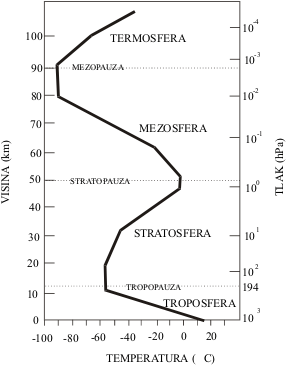 TERMOSFERA
MEZOPAUZA
MEZOSFERA
STRATOPAUZA
STRATOSFERA
TROPOPAUZA
TROPOSFERA
VISINA (km)
100
90
80
70
60
50
40
30
20
10
0
-100 -80 -60 -40 -20 0 20
TEMPERATURA ( C)
10-4
10-3
10-2
10-1
100
101
102
194
103
TLAK (hPa)